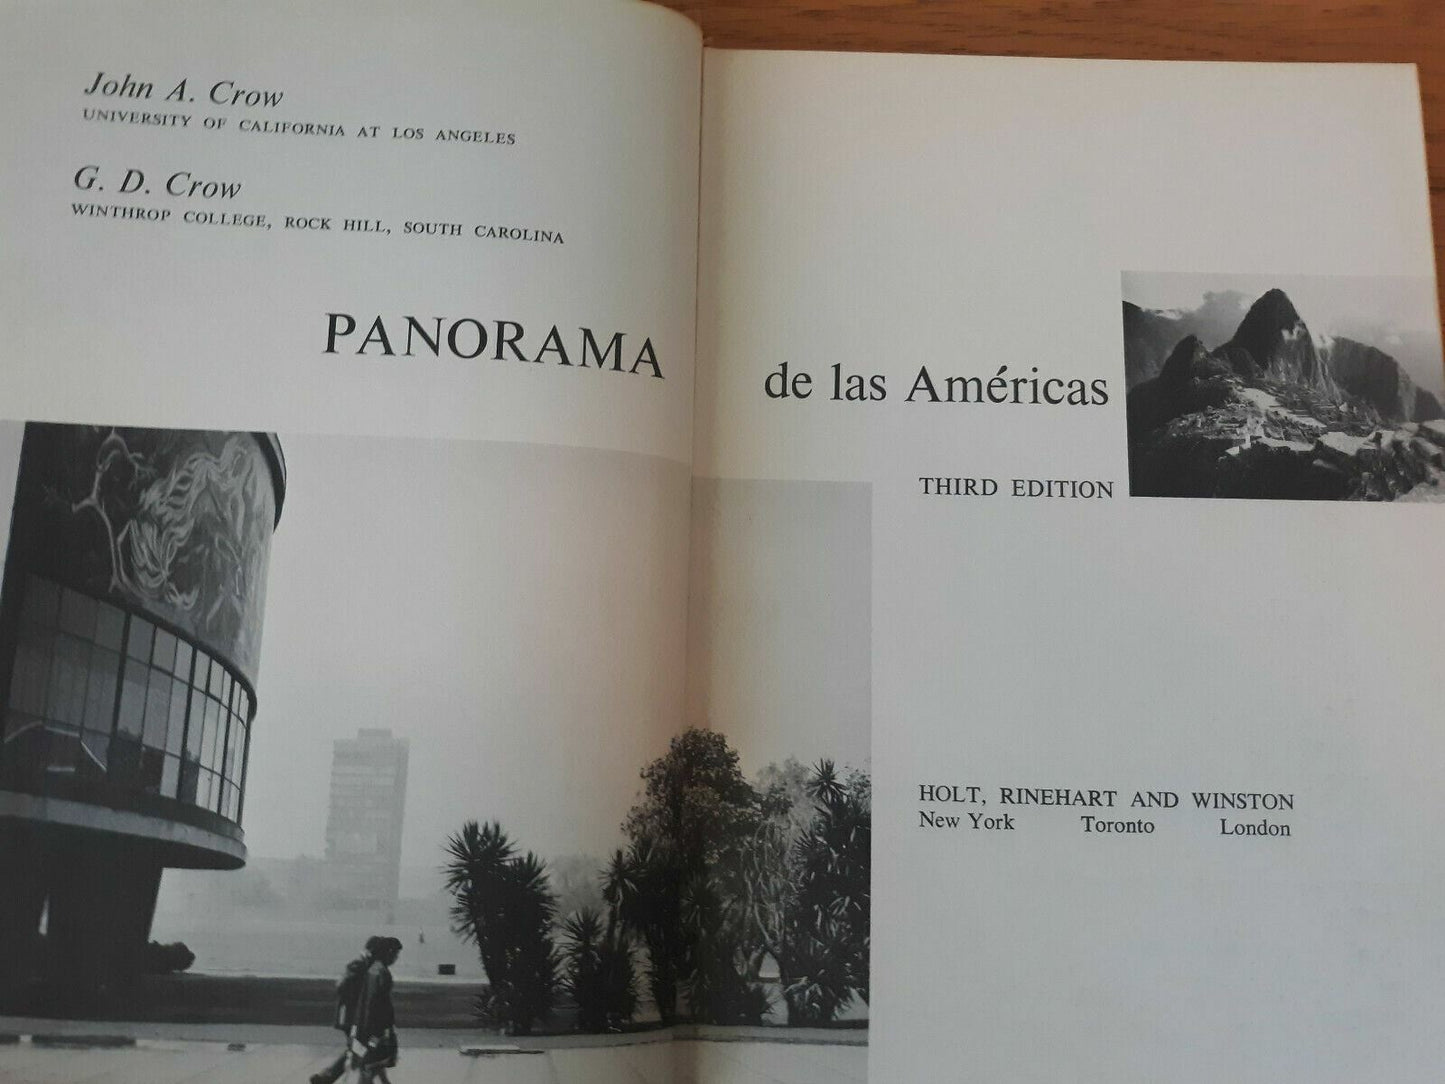 John A. Crow
UNIVERSITY OF CALIFORNIA AT LOS ANGELES
G. D. Crow
WINTHROP COLLEGE, ROCK HILL, SOUTH CAROLINA
PANORAMA
de las Américas
THIRD EDITION
HOLT, RINEHART AND WINSTON
New York Toronto London